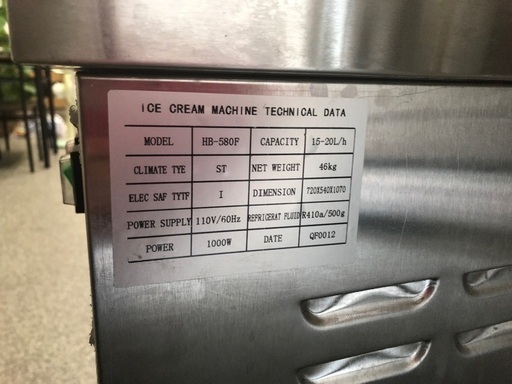 ICE CREAM MACHINE TECHNICAL DATA
MODEL HB-580F CAPACITY 15-20L/h
CLIMATE TYE ST NET WEIGHT 46kg
ELEC SAF TYTF I DIMENSION 720X540X1070
POWER SUPPLY 110V/60Hz REFRIGERAT FLUID R410a/500g
POWER 1000W DATE QF0012